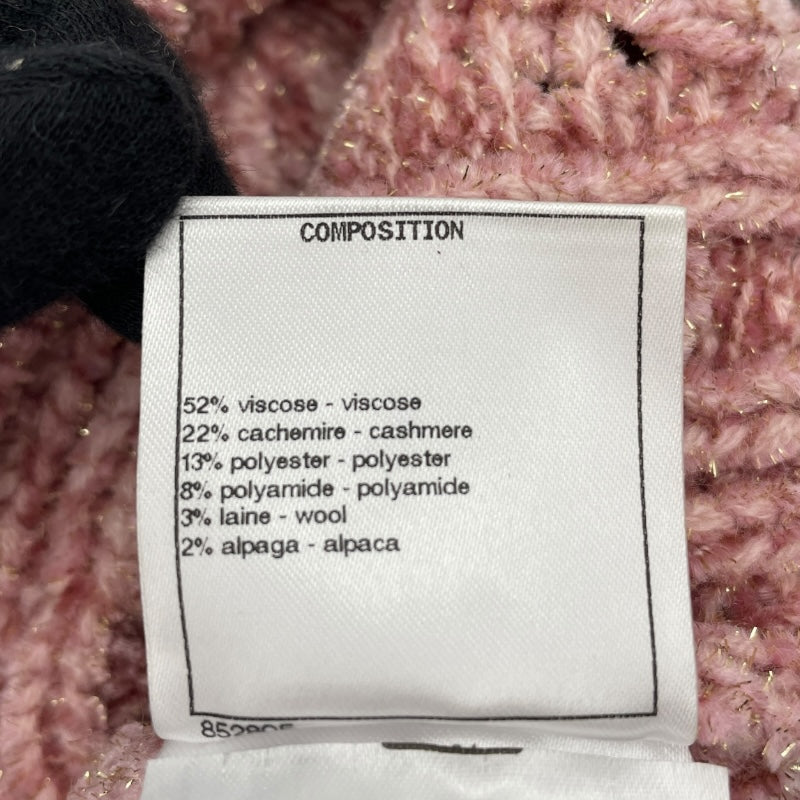 COMPOSITION
52% viscose - viscose
22% cachemire - cashmere
13% polyester - polyester
8% polyamide - polyamide
3% laine - wool
2% alpaga - alpaca